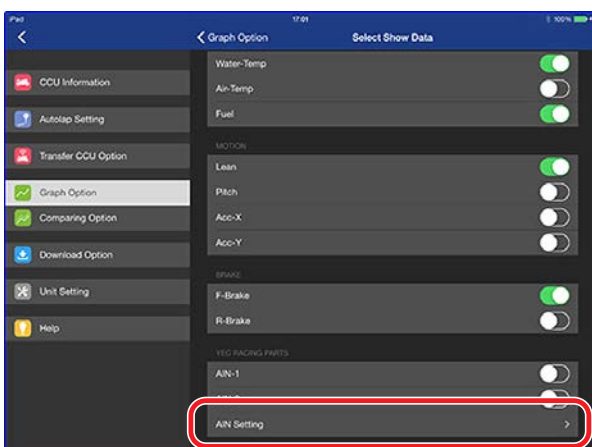 iPad 17:01 100%
Graph Option Select Show Data
Water-Temp
CCU Information
Air-Temp
Autolap Setting
Fuel
MOTION
Transfer CCU Option
Lean
Graph Option
Pitch
Comparing Option
Acc-X
Acc-Y
Download Option
BRAKE
Unit Setting
F-Brake
R-Brake
Help
YEC RACING PARTS
AIN-1
AIN Setting